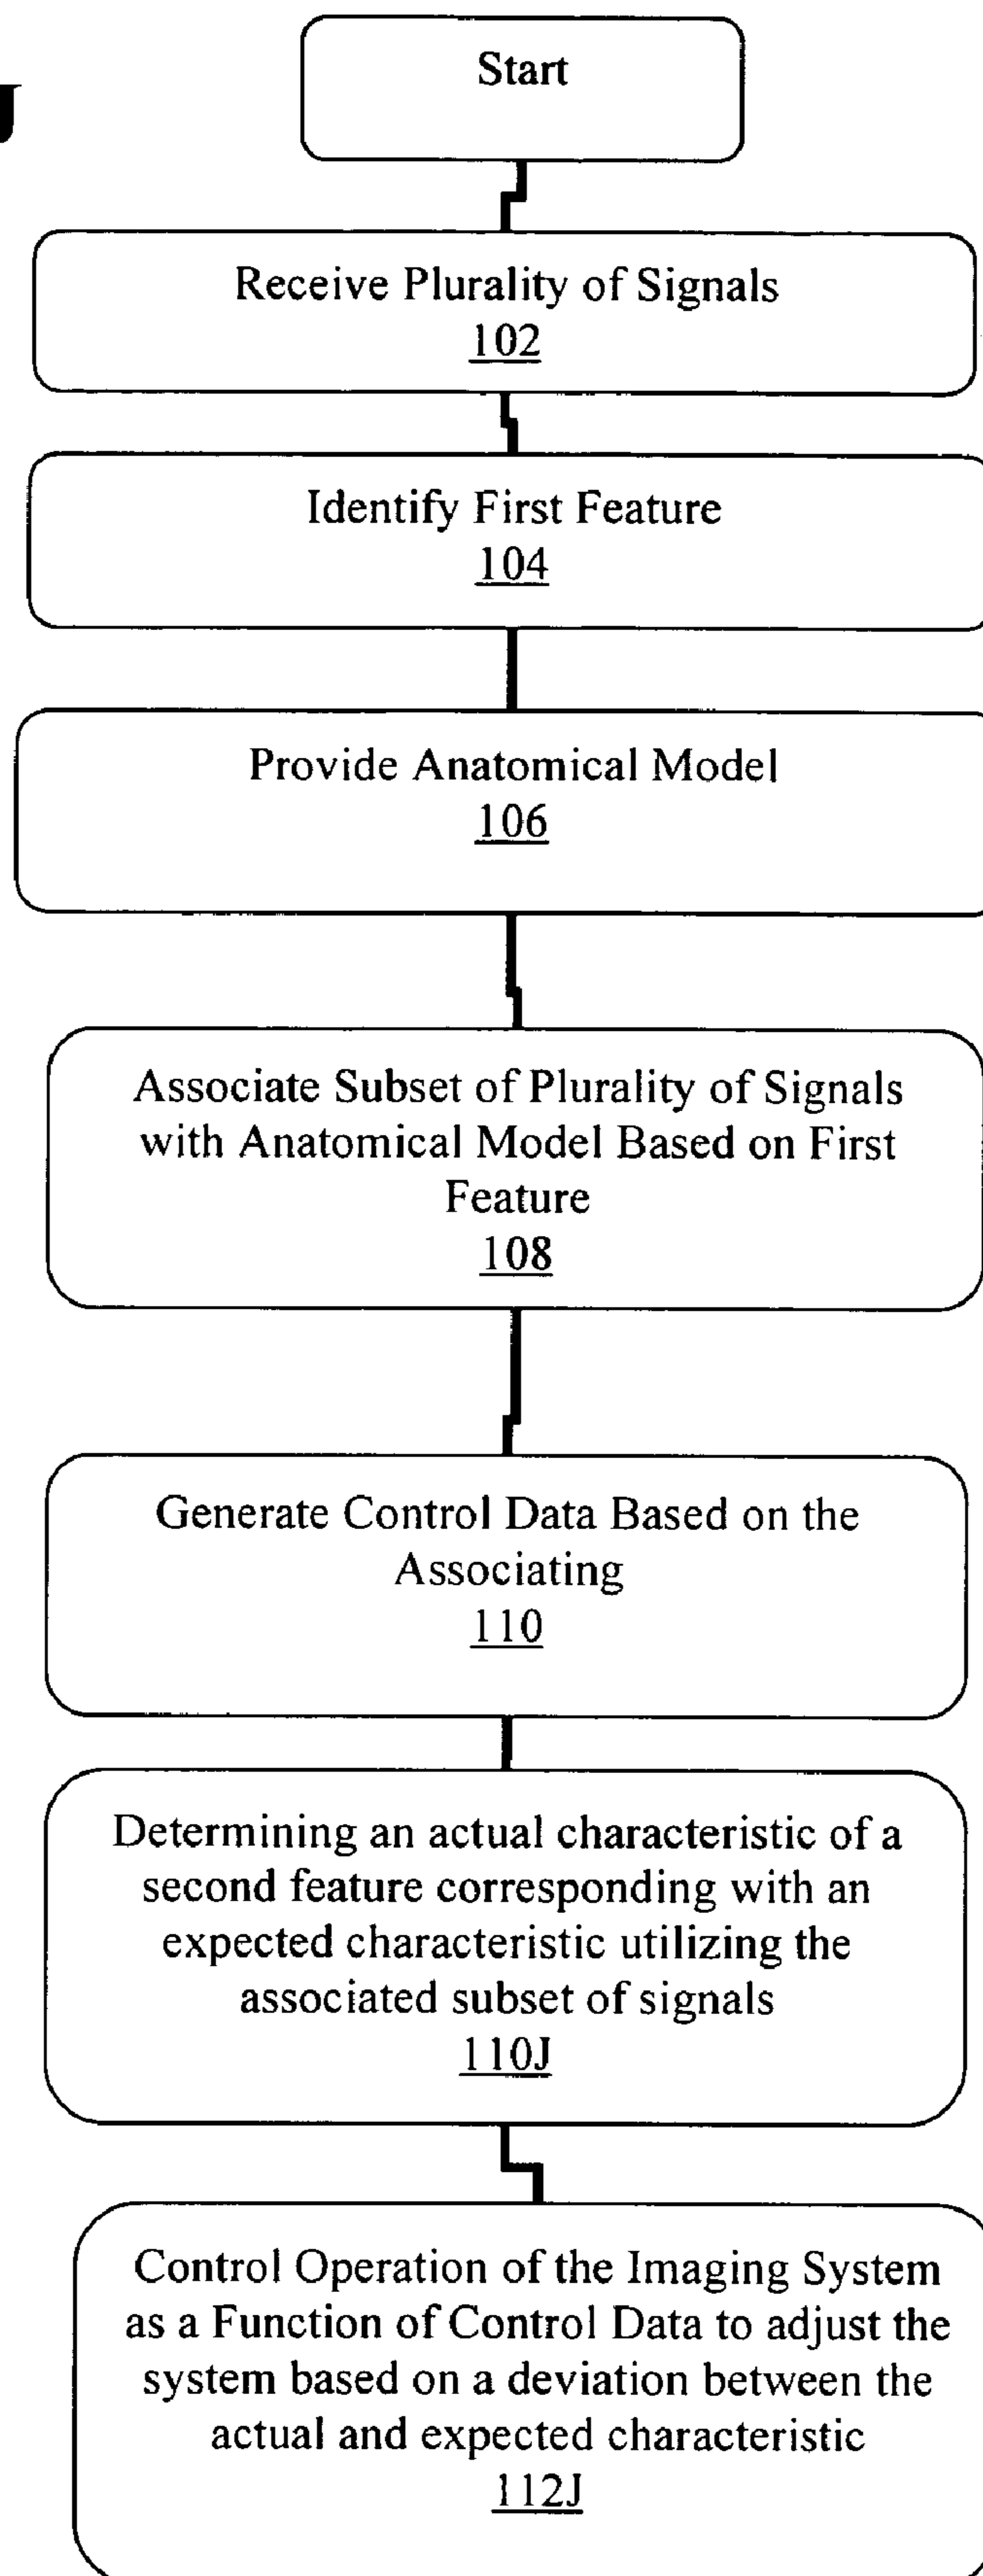 Start
Receive Plurality of Signals
102
Identify First Feature
104
Provide Anatomical Model
106
Associate Subset of Plurality of Signals
with Anatomical Model Based on First
Feature
108
Generate Control Data Based on the
Associating
110
Determining an actual characteristic of a
second feature corresponding with an
expected characteristic utilizing the
associated subset of signals
110J
Control Operation of the Imaging System
as a Function of Control Data to adjust the
system based on a deviation between the
actual and expected characteristic
112J